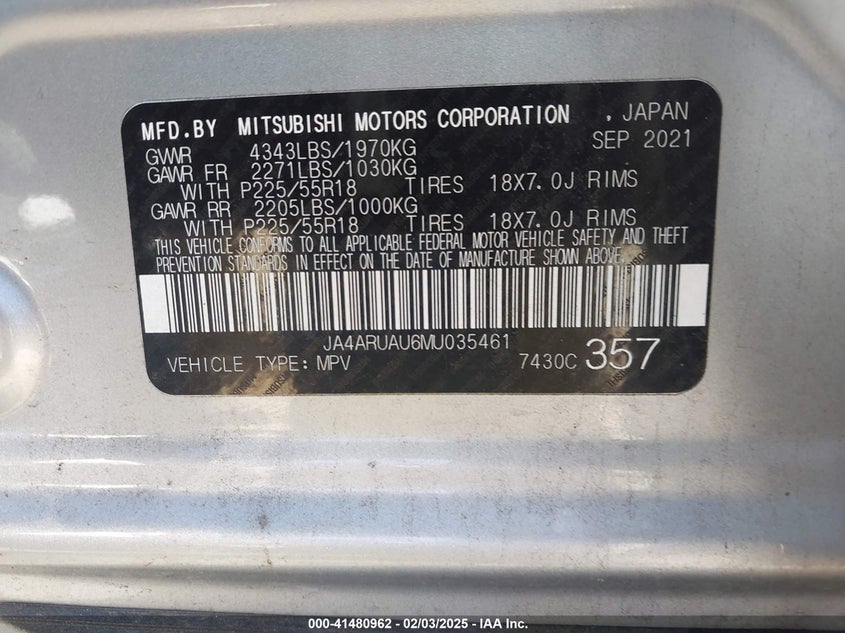 MFD.BY MITSUBISHI MOTORS CORPORATION , JAPAN
GVWR 4343LBS/1970KG SEP 2021
GAWR FR 2271LBS/1030KG
WITH P225/55R18 TIRES 18X7.0J RIMS
GAWR RR 2205LBS/1000KG
WITH P225/55R18 TIRES 18X7.0J RIMS
THIS VEHICLE CONFORMS TO ALL APPLICABLE FEDERAL MOTOR VEHICLE SAFETY AND THEFT
PREVENTION STANDARDS IN EFFECT ON THE DATE OF MANUFACTURE SHOWN ABOVE.
JA4ARUAU6MU035461
VEHICLE TYPE: MPV 7430C 357
000-41480962 - 02/03/2025 - IAA Inc.